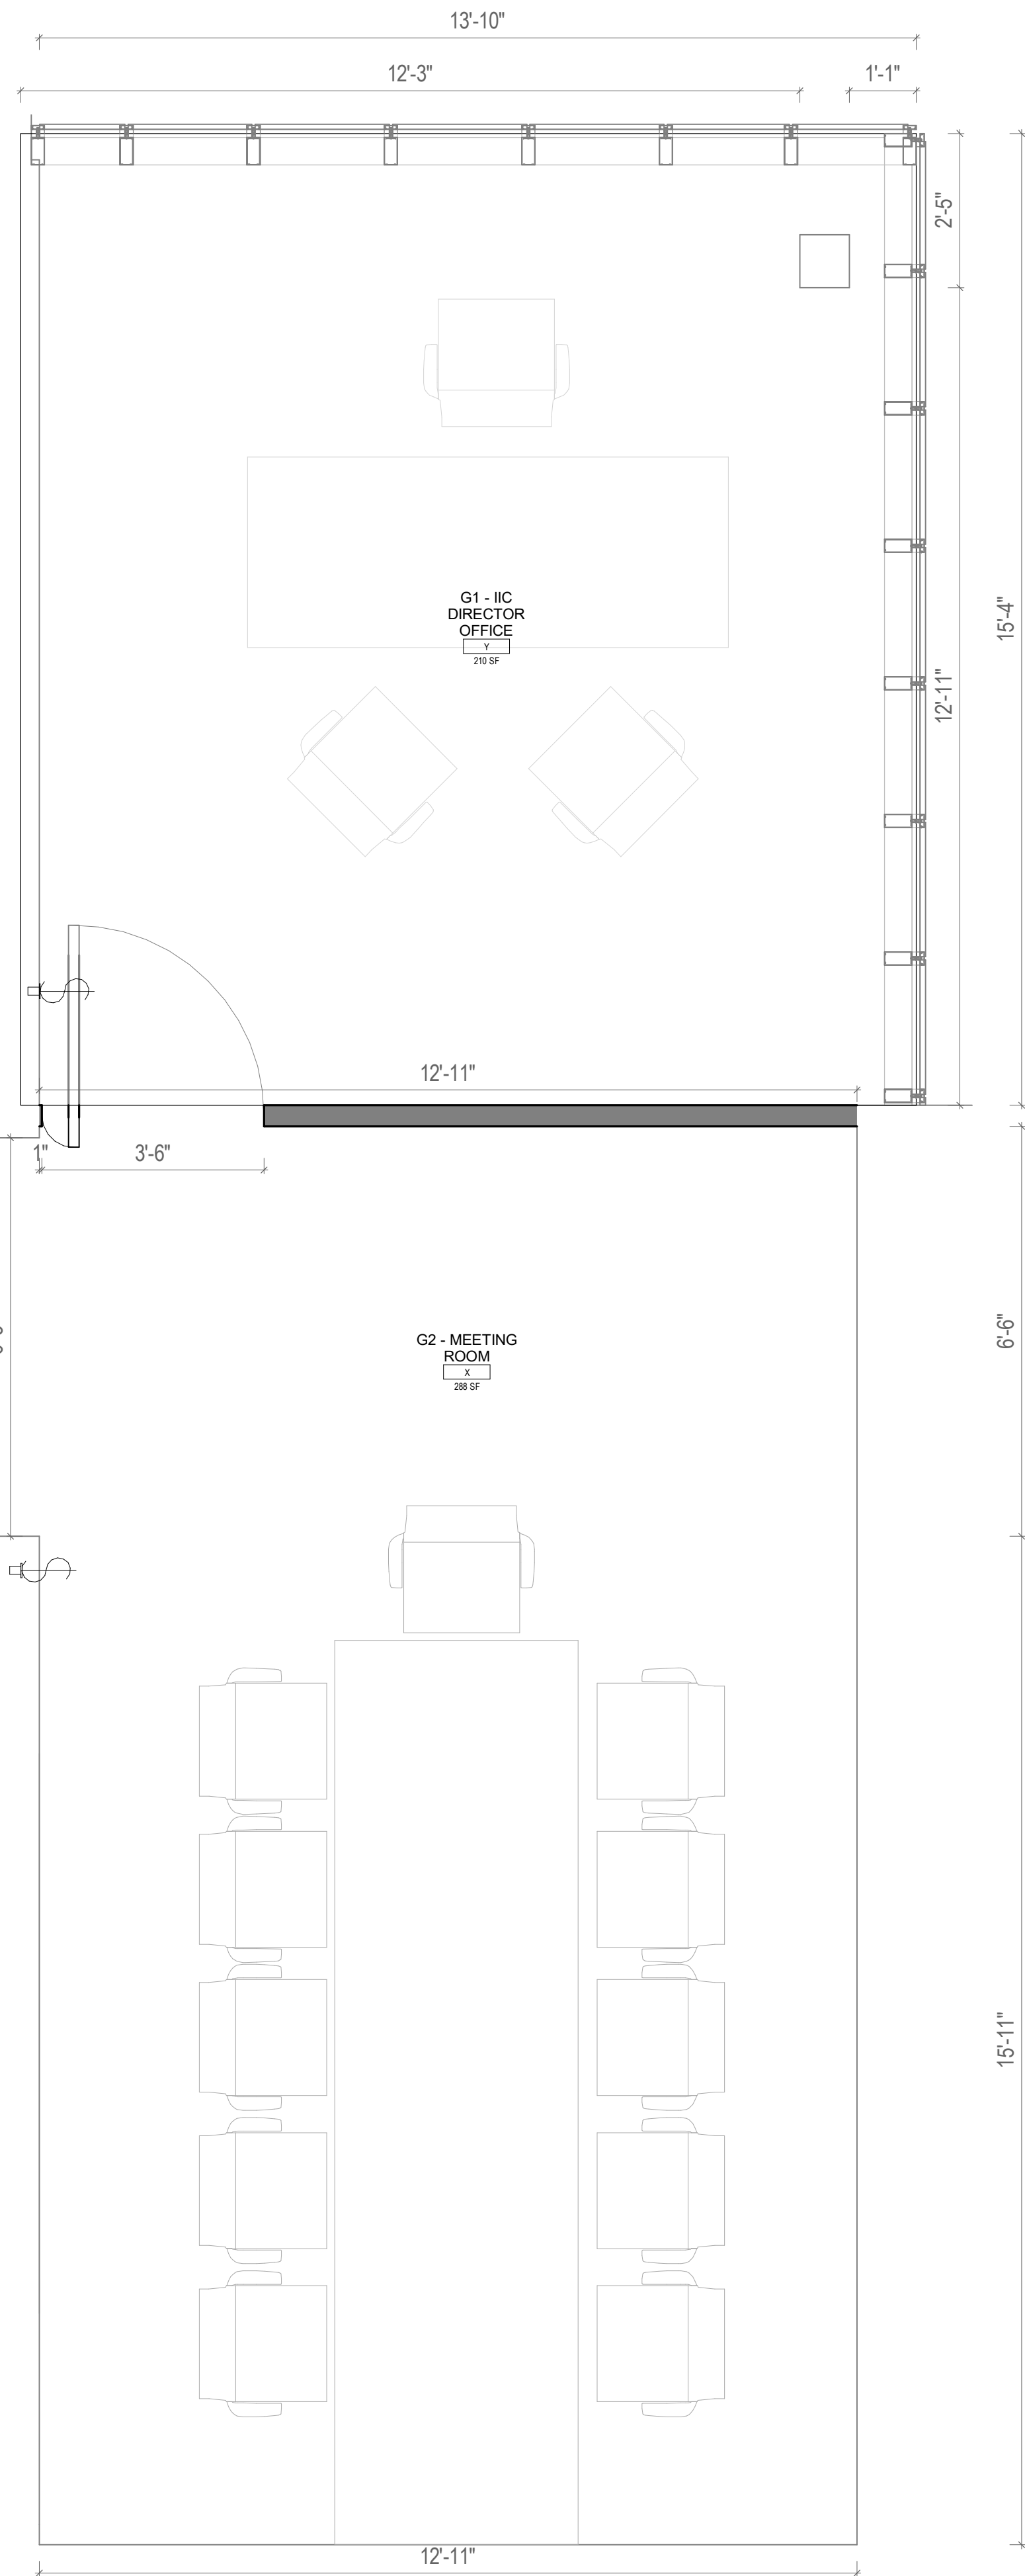 13'-10"
12'-3"
1'-1"
2'-5"
15'-4"
G1 - IIC
DIRECTOR
OFFICE
Y
210 SF
12'-11"
12'-11"
1"
3'-6"
6'-6"
G2 - MEETING
ROOM
X
288 SF
15'-11"
12'-11"